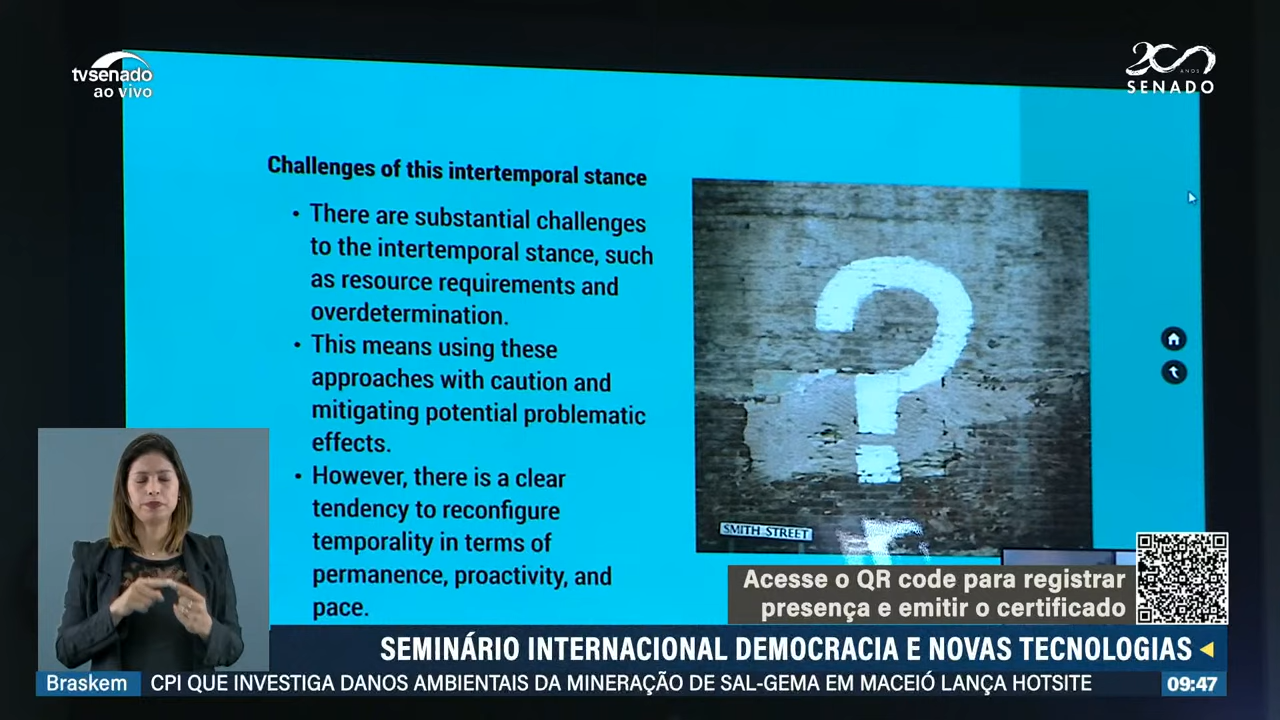 tvsenado
ao vivo
200
ANOS
SENADO
Challenges of this intertemporal stance
• There are substantial challenges
to the intertemporal stance, such
as resource requirements and
overdetermination.
• This means using these
approaches with caution and
mitigating potential problematic
effects.
• However, there is a clear
tendency to reconfigure
temporality in terms of
permanence, proactivity, and
pace.
?
SMITH STREET
Acesse o QR code para registrar
presença e emitir o certificado
SEMINÁRIO INTERNACIONAL DEMOCRACIA E NOVAS TECNOLOGIAS
Braskem CPI QUE INVESTIGA DANOS AMBIENTAIS DA MINERAÇÃO DE SAL-GEMA EM MACEIÓ LANÇA HOTSITE 09:47